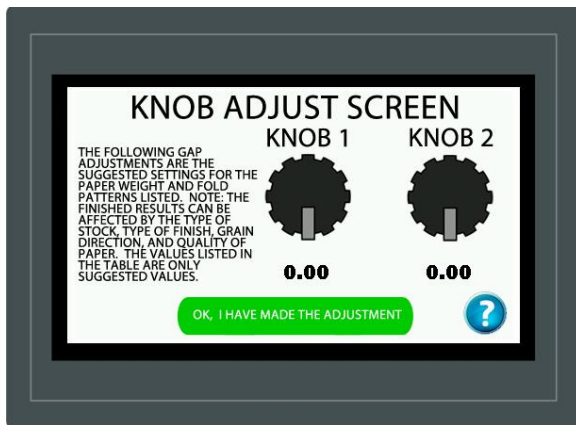 KNOB ADJUST SCREEN
KNOB 1
KNOB 2
THE FOLLOWING GAP
ADJUSTMENTS ARE THE
SUGGESTED SETTINGS FOR THE
PAPER WEIGHT AND FOLD
PATTERNS LISTED. NOTE: THE
FINISHED RESULTS CAN BE
AFFECTED BY THE TYPE OF
STOCK, TYPE OF FINISH, GRAIN
DIRECTION, AND QUALITY OF
PAPER. THE VALUES LISTED IN
THE TABLE ARE ONLY
SUGGESTED VALUES.
0.00
0.00
OK, I HAVE MADE THE ADJUSTMENT
?